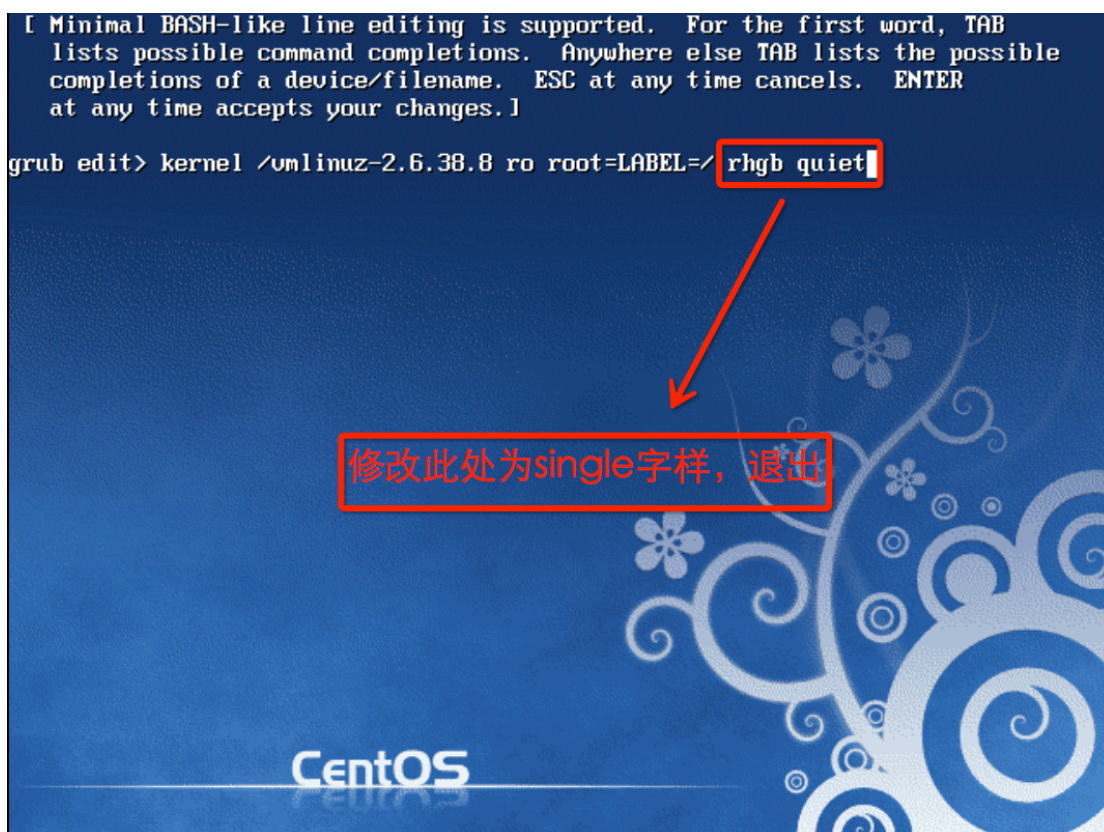 [ Minimal BASH-like line editing is supported.  For the first word, TAB
lists possible command completions.  Anywhere else TAB lists the possible
completions of a device/filename.  ESC at any time cancels.  ENTER
at any time accepts your changes.]
grub edit> kernel /vmlinuz-2.6.38.8 ro root=LABEL=/ rhgb quiet
修改此处为single字样，退出
CentOS